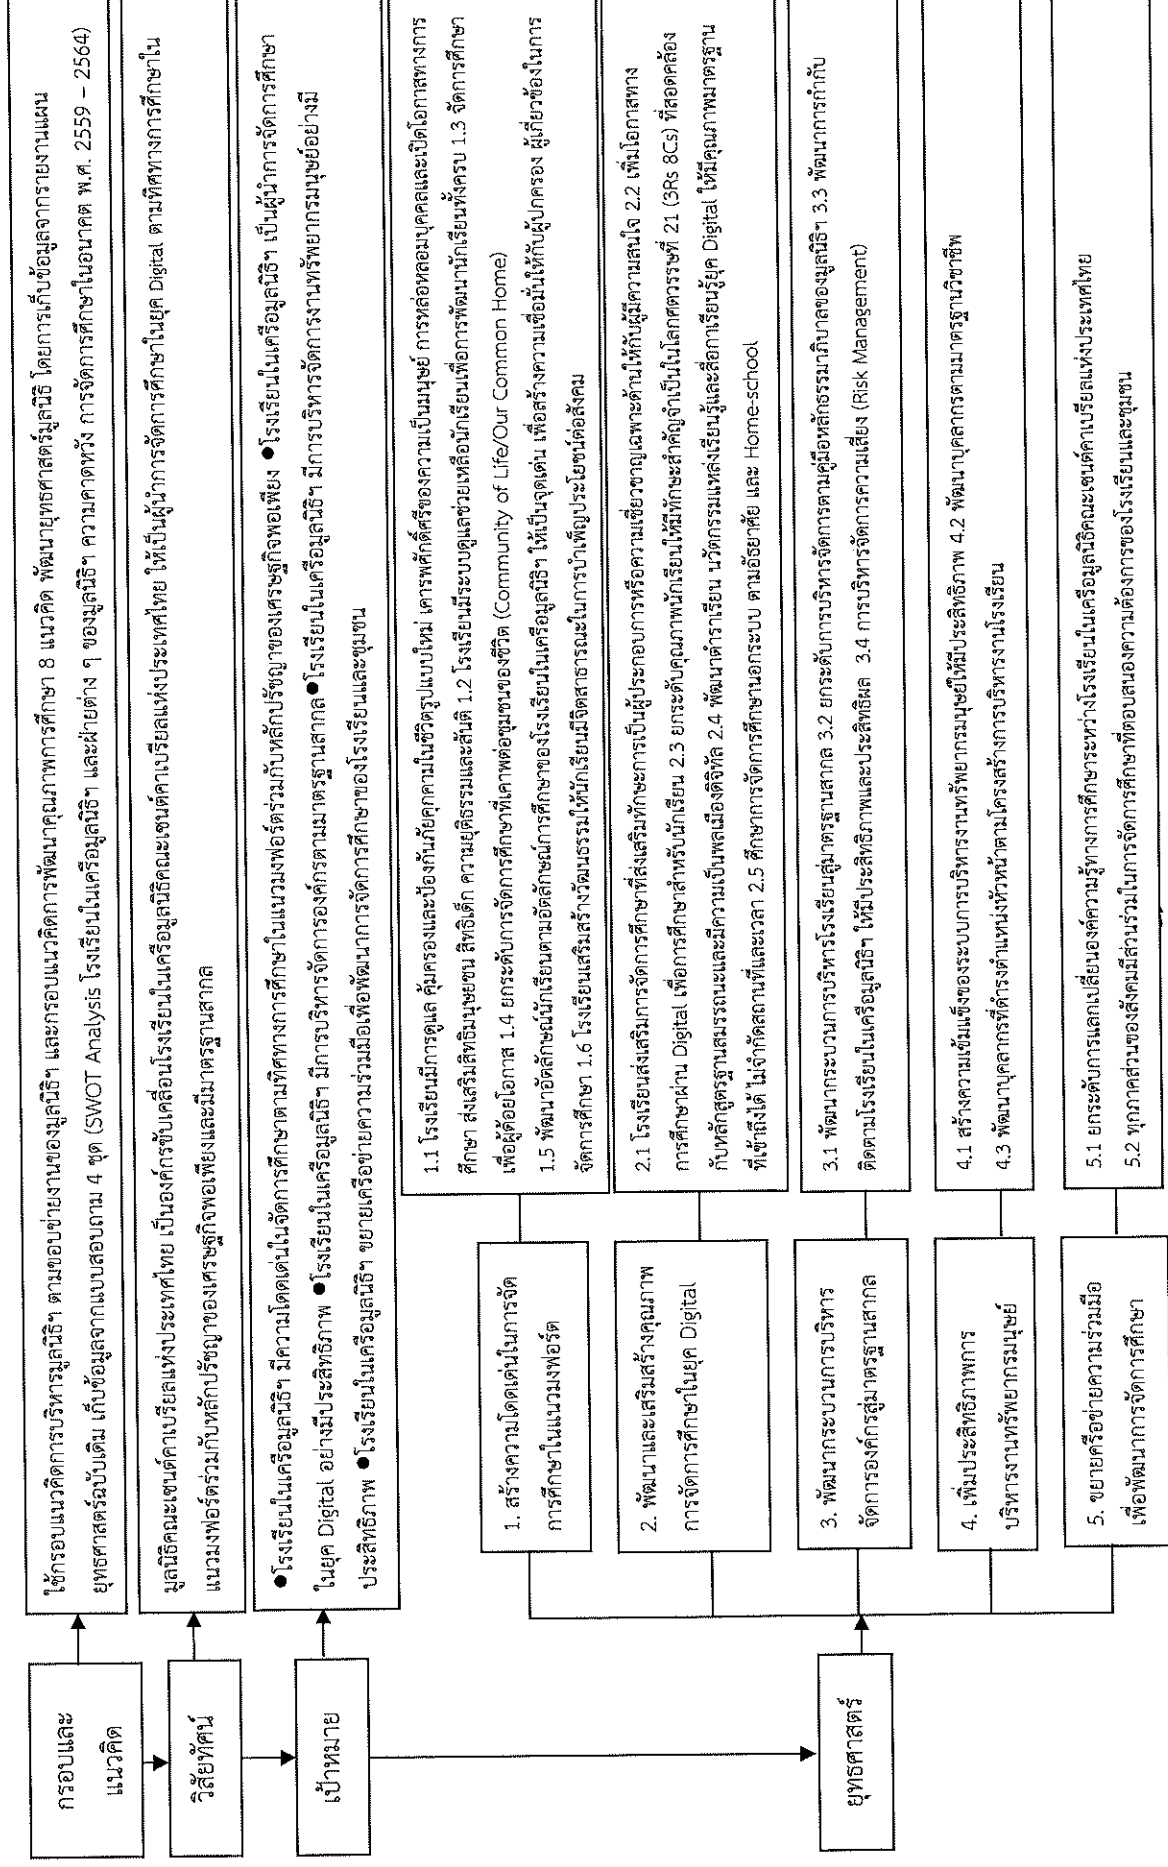 กรอบและ
แนวคิด
ใช้กรอบแนวคิดการบริหารมูลนิธิฯ ตามขอบข่ายงานของมูลนิธิฯ และกรอบแนวคิดการพัฒนาคุณภาพการศึกษา 8 แนวคิด พัฒนายุทธศาสตร์มูลนิธิ โดยการเก็บข้อมูลจากรายงานแผน
ยุทธศาสตร์ฉบับเดิม เก็บข้อมูลจากแบบสอบถาม 4 ชุด (SWOT Analysis โรงเรียนในเครือมูลนิธิฯ และฝ่ายต่าง ๆ ของมูลนิธิฯ ความคาดหวัง การจัดการศึกษาในอนาคต พ.ศ. 2559 – 2564)
วิสัยทัศน์
มูลนิธิคณะเซนต์คาเบรียลแห่งประเทศไทย เป็นองค์กรขับเคลื่อนโรงเรียนในเครือมูลนิธิคณะเซนต์คาเบรียลแห่งประเทศไทย ให้เป็นผู้นำการจัดการศึกษาในยุค Digital ตามทิศทางการศึกษาใน
แนวมงฟอร์ตร่วมกับหลักปรัชญาของเศรษฐกิจพอเพียงและมีมาตรฐานสากล
เป้าหมาย
●โรงเรียนในเครือมูลนิธิฯ มีความโดดเด่นในจัดการศึกษาตามทิศทางการศึกษาในแนวมงฟอร์ตร่วมกับหลักปรัชญาของเศรษฐกิจพอเพียง ●โรงเรียนในเครือมูลนิธิฯ เป็นผู้นำการจัดการศึกษา
ในยุค Digital อย่างมีประสิทธิภาพ ●โรงเรียนในเครือมูลนิธิฯ มีการบริหารจัดการองค์กรตามมาตรฐานสากล●โรงเรียนในเครือมูลนิธิฯ มีการบริหารจัดการงานทรัพยากรมนุษย์อย่างมี
ประสิทธิภาพ ●โรงเรียนในเครือมูลนิธิฯ ขยายเครือข่ายความร่วมมือเพื่อพัฒนาการจัดการศึกษาของโรงเรียนและชุมชน
ยุทธศาสตร์
1. สร้างความโดดเด่นในการจัด
การศึกษาในแนวมงฟอร์ต
1.1 โรงเรียนมีการดูแล คุ้มครองและป้องกันภัยคุกคามในชีวิตรูปแบบใหม่ เคารพศักดิ์ศรีของความเป็นมนุษย์ การหล่อหลอมบุคคลและเปิดโอกาสทางการ
ศึกษา ส่งเสริมสิทธิมนุษยชน สิทธิเด็ก ความยุติธรรมและสันติ 1.2 โรงเรียนมีระบบดูแลช่วยเหลือนักเรียนเพื่อการพัฒนานักเรียนทั้งครบ 1.3 จัดการศึกษา
เพื่อผู้ด้อยโอกาส 1.4 ยกระดับการจัดการศึกษาที่เคาพต่อชุมชนของชีวิต (Community of Life/Our Common Home)
1.5 พัฒนาอัตลักษณ์นักเรียนตามอัตลักษณ์การศึกษาของโรงเรียนในเครือมูลนิธิฯ ให้เป็นจุดเด่น เพื่อสร้างความเชื่อมั่นให้กับผู้ปกครอง ผู้เกี่ยวข้องในการ
จัดการศึกษา 1.6 โรงเรียนเสริมสร้างวัฒนธรรมให้นักเรียนมีจิตสาธารณะในการบำเพ็ญประโยชน์ต่อสังคม
2. พัฒนาและเสริมสร้างคุณภาพ
การจัดการศึกษาในยุค Digital
2.1 โรงเรียนส่งเสริมการจัดการศึกษาที่ส่งเสริมทักษะการเป็นผู้ประกอบการหรือความเชี่ยวชาญเฉพาะด้านให้กับผู้มีความสนใจ 2.2 เพิ่มโอกาสทาง
การศึกษาผ่าน Digital เพื่อการศึกษาสำหรับนักเรียน 2.3 ยกระดับคุณภาพนักเรียนให้มีทักษะสำคัญจำเป็นในโลกศตวรรษที่ 21 (3Rs 8Cs) ที่สอดคล้อง
กับหลักสูตรฐานสมรรถนะและมีความเป็นพลเมืองดิจิทัล 2.4 พัฒนาตำราเรียน นวัตกรรมแหล่งเรียนรู้และสื่อการเรียนรู้ยุค Digital ให้มีคุณภาพมาตรฐาน
ที่เข้าถึงได้ ไม่จำกัดสถานที่และเวลา 2.5 ศึกษาการจัดการศึกษานอกระบบ ตามอัธยาศัย และ Home-school
3. พัฒนากระบวนการบริหาร
จัดการองค์กรสู่มาตรฐานสากล
3.1 พัฒนากระบวนการบริหารโรงเรียนสู่มาตรฐานสากล 3.2 ยกระดับการบริหารจัดการตามคู่มือหลักธรรมาภิบาลของมูลนิธิฯ 3.3 พัฒนาการกำกับ
ติดตามโรงเรียนในเครือมูลนิธิฯ ให้มีประสิทธิภาพและประสิทธิผล 3.4 การบริหารจัดการความเสี่ยง (Risk Management)
4. เพิ่มประสิทธิภาพการ
บริหารงานทรัพยากรมนุษย์
4.1 สร้างความเข้มแข็งของระบบการบริหารงานทรัพยากรมนุษย์ให้มีประสิทธิภาพ 4.2 พัฒนาบุคลากรตามมาตรฐานวิชาชีพ
4.3 พัฒนาบุคลากรที่ดำรงตำแหน่งหัวหน้าตามโครงสร้างการบริหารงานโรงเรียน
5. ขยายครือข่ายความร่วมมือ
เพื่อพัฒนาการจัดการศึกษา
5.1 ยกระดับการแลกเปลี่ยนองค์ความรู้ทางการศึกษาระหว่างโรงเรียนในเครือมูลนิธิคณะเซนต์คาเบรียลแห่งประเทศไทย
5.2 ทุกภาคส่วนของสังคมมีส่วนร่วมในการจัดการศึกษาที่ตอบสนองความต้องการของโรงเรียนและชุมชน